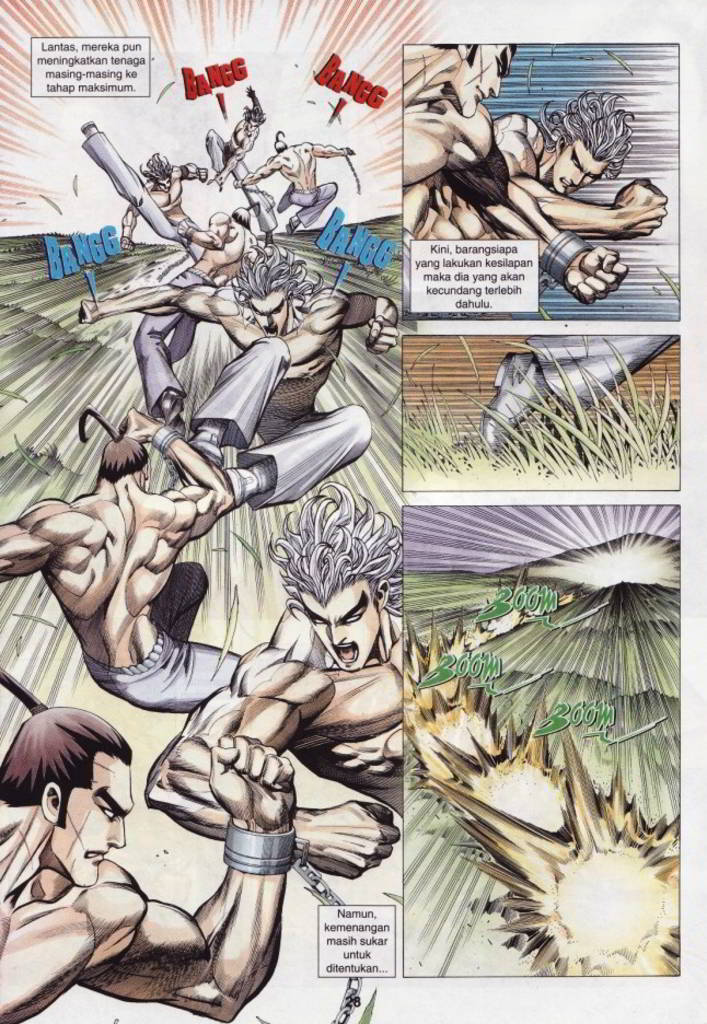 Lantas, mereka pun
meningkatkan tenaga
masing-masing ke
tahap maksimum.
BANGG
BANGG
BANGG
BANGG
Kini, barangsiapa
yang lakukan kesilapan
maka dia yang akan
kecundang terlebih
dahulu.
BOOM
BOOM
BOOM
Namun,
kemenangan
masih sukar
untuk
ditentukan...
28